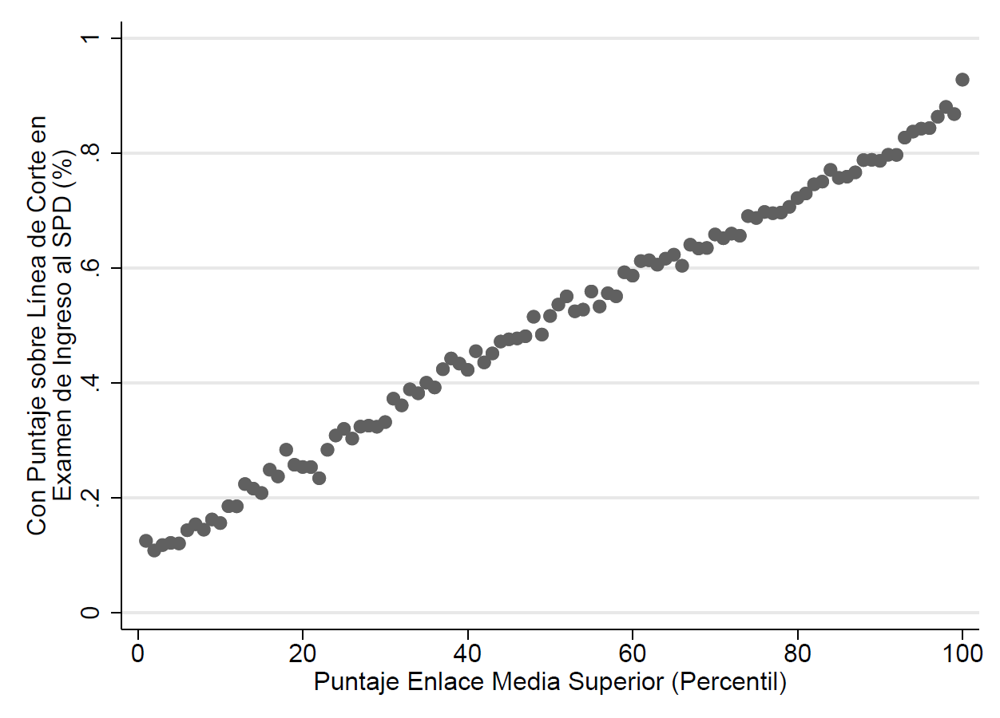 Con Puntaje sobre Línea de Corte en
Examen de Ingreso al SPD (%)
1
.8
.6
.4
.2
0
0 20 40 60 80 100
Puntaje Enlace Media Superior (Percentil)